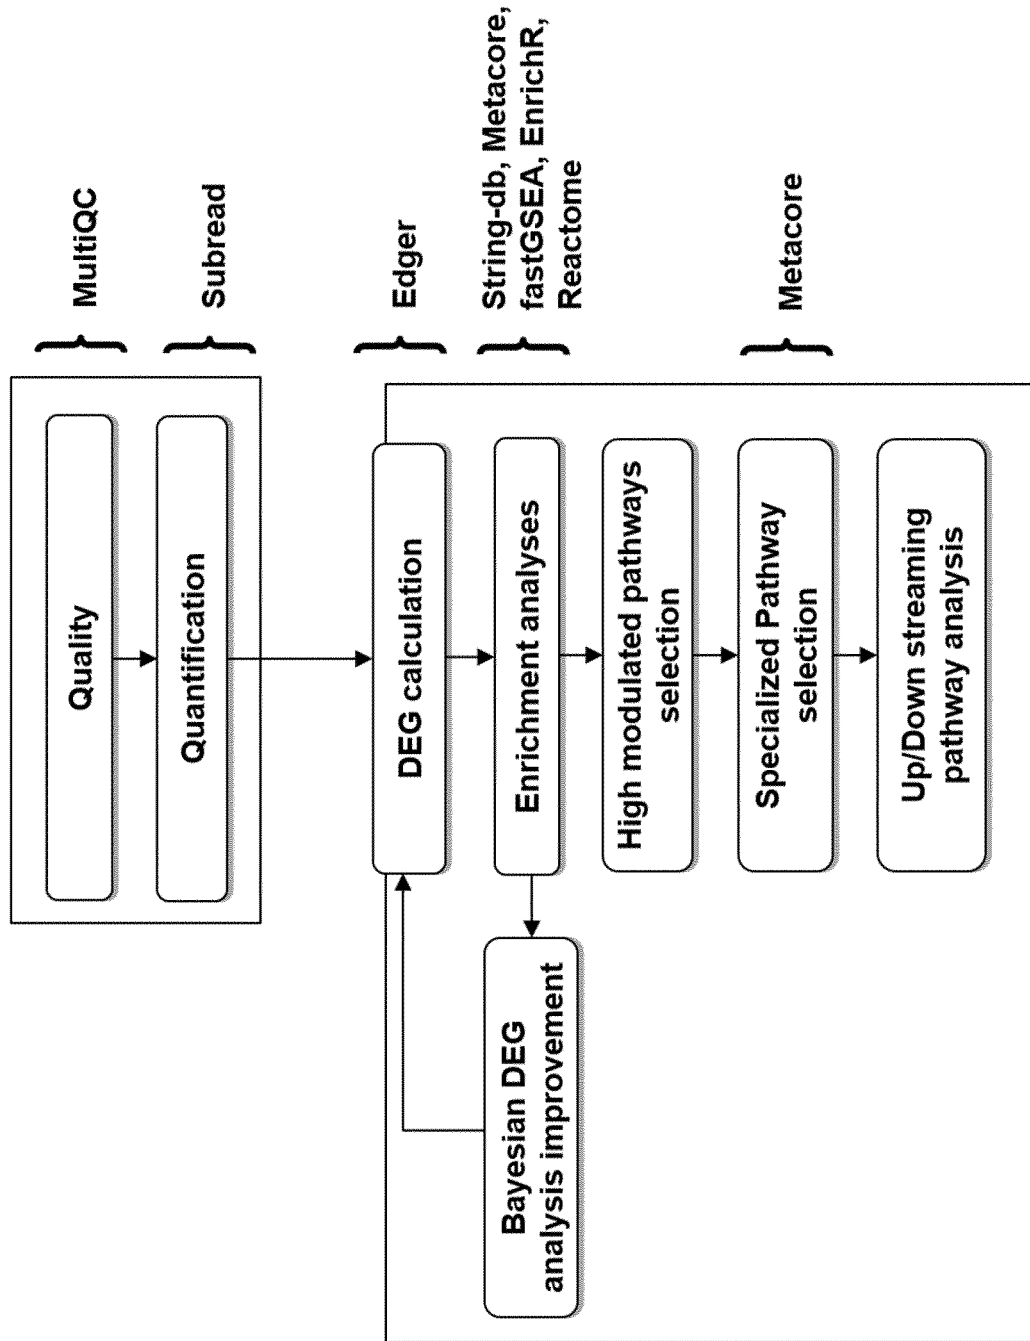 MultiQC
Subread
Edger
String-db, Metacore,
fastGSEA, EnrichR,
Reactome
Metacore
Quality
Quantification
DEG calculation
Enrichment analyses
High modulated pathways
selection
Specialized Pathway
selection
Up/Down streaming
pathway analysis
Bayesian DEG
analysis improvement